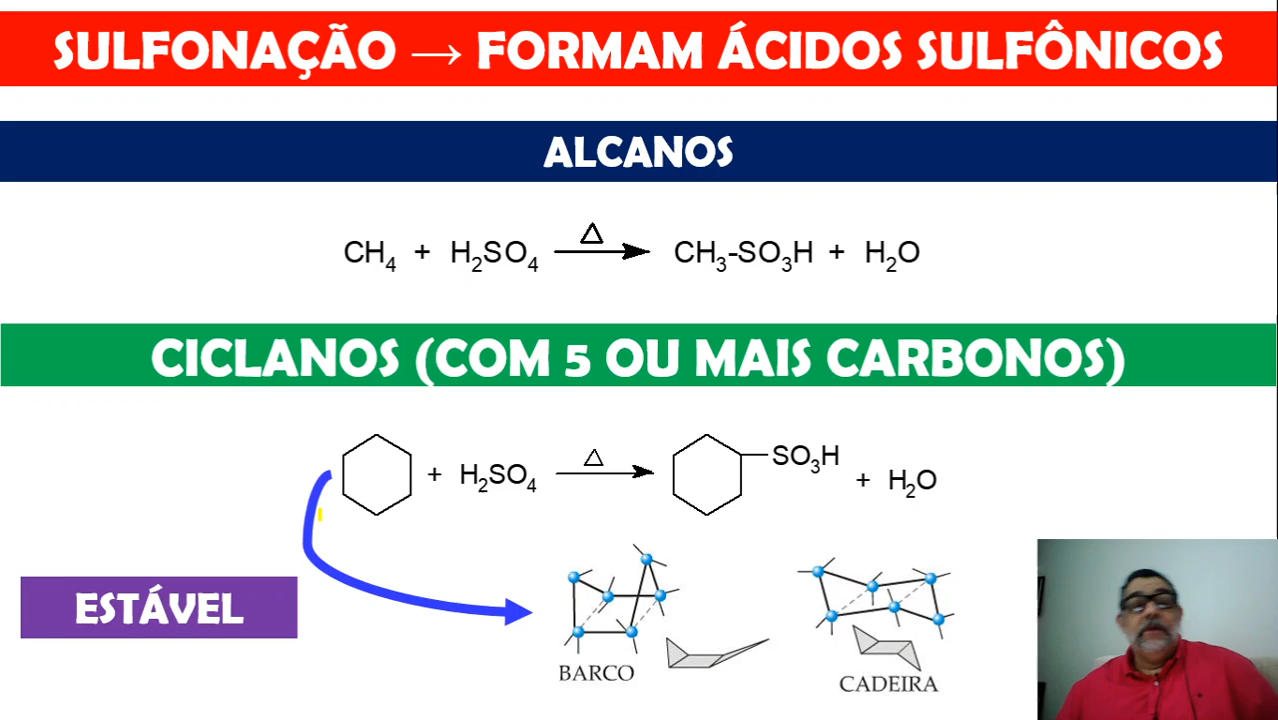 SULFONAÇÃO → FORMAM ÁCIDOS SULFÔNICOS
ALCANOS
CH₄ + H₂SO₄ —Δ→ CH₃-SO₃H + H₂O
CICLANOS (COM 5 OU MAIS CARBONOS)
+ H₂SO₄ —Δ→ SO₃H + H₂O
ESTÁVEL
BARCO
CADEIRA